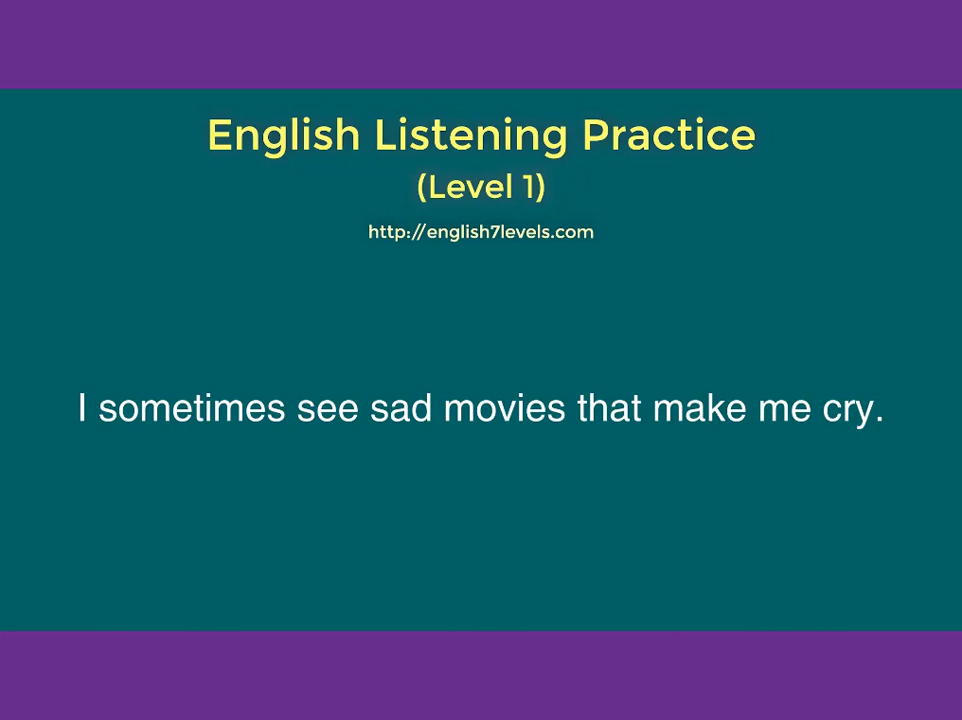 English Listening Practice
(Level 1)
http://english7levels.com
I sometimes see sad movies that make me cry.